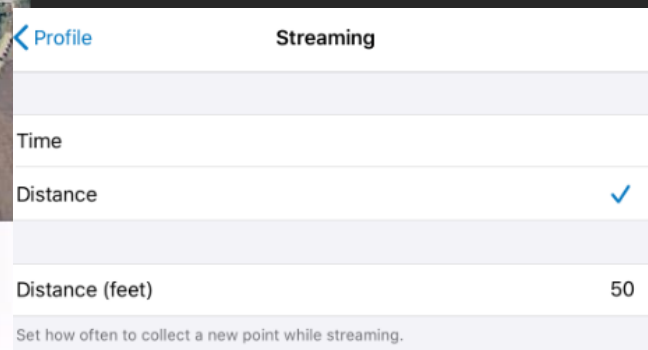 Profile
Streaming
Time
Distance
Distance (feet) 50
Set how often to collect a new point while streaming.